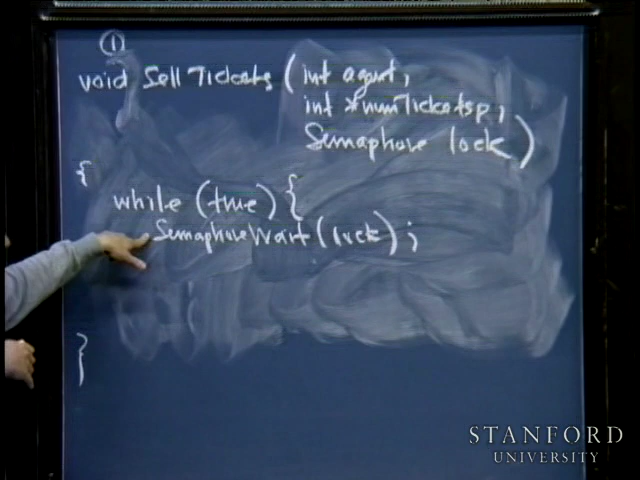 ①
void SellTickets (int agent,
int *numTicketsp,
Semaphore lock)
{
while (true) {
SemaphoreWait (lock);
}
STANFORD
UNIVERSITY